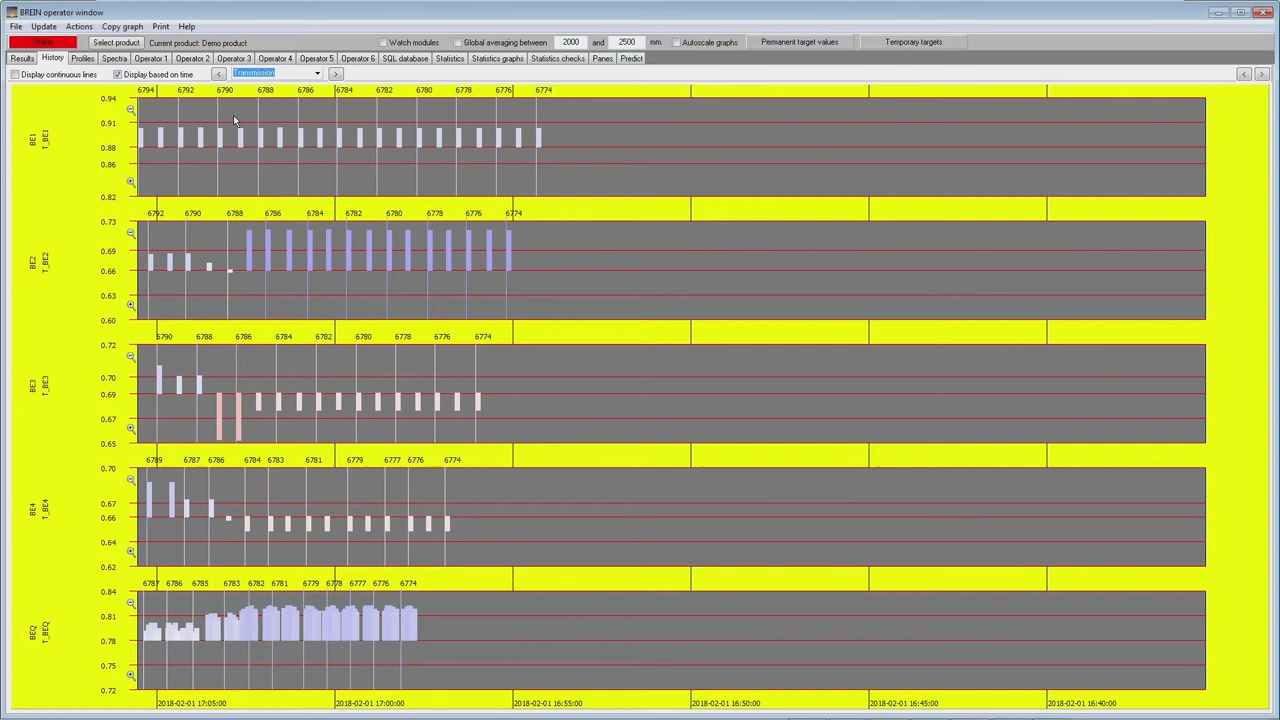 BREIN operator window
File Update Actions Copy graph Print Help
Online Select product Current product: Demo product Watch modules Global averaging between 2000 and 2500 mm. Autoscale graphs Permanent target values Temporary targets
Results History Profiles Spectra Operator 1 Operator 2 Operator 3 Operator 4 Operator 5 Operator 6 SQL database Statistics Statistics graphs Statistics checks Panes Predict
Display continuous lines Display based on time < Transmission > < >
6794 6792 6790 6788 6786 6784 6782 6780 6778 6776 6774
0.94
0.91
BE1 T_BE1
0.88
0.86
0.82
6792 6790 6788 6786 6784 6782 6780 6778 6776 6774
0.73
0.69
BE2 T_BE2
0.66
0.63
0.60
6790 6788 6786 6784 6782 6780 6778 6776 6774
0.72
0.70
BE3 T_BE3
0.69
0.67
0.65
6789 6787 6786 6784 6783 6781 6779 6777 6776 6774
0.70
0.67
BE4 T_BE4
0.66
0.64
0.62
6787 6786 6785 6783 6782 6781 6779 6778 6777 6776 6774
0.84
0.81
BEQ T_BEQ
0.78
0.75
0.72
2018-02-01 17:05:00 2018-02-01 17:00:00 2018-02-01 16:55:00 2018-02-01 16:50:00 2018-02-01 16:45:00 2018-02-01 16:40:00